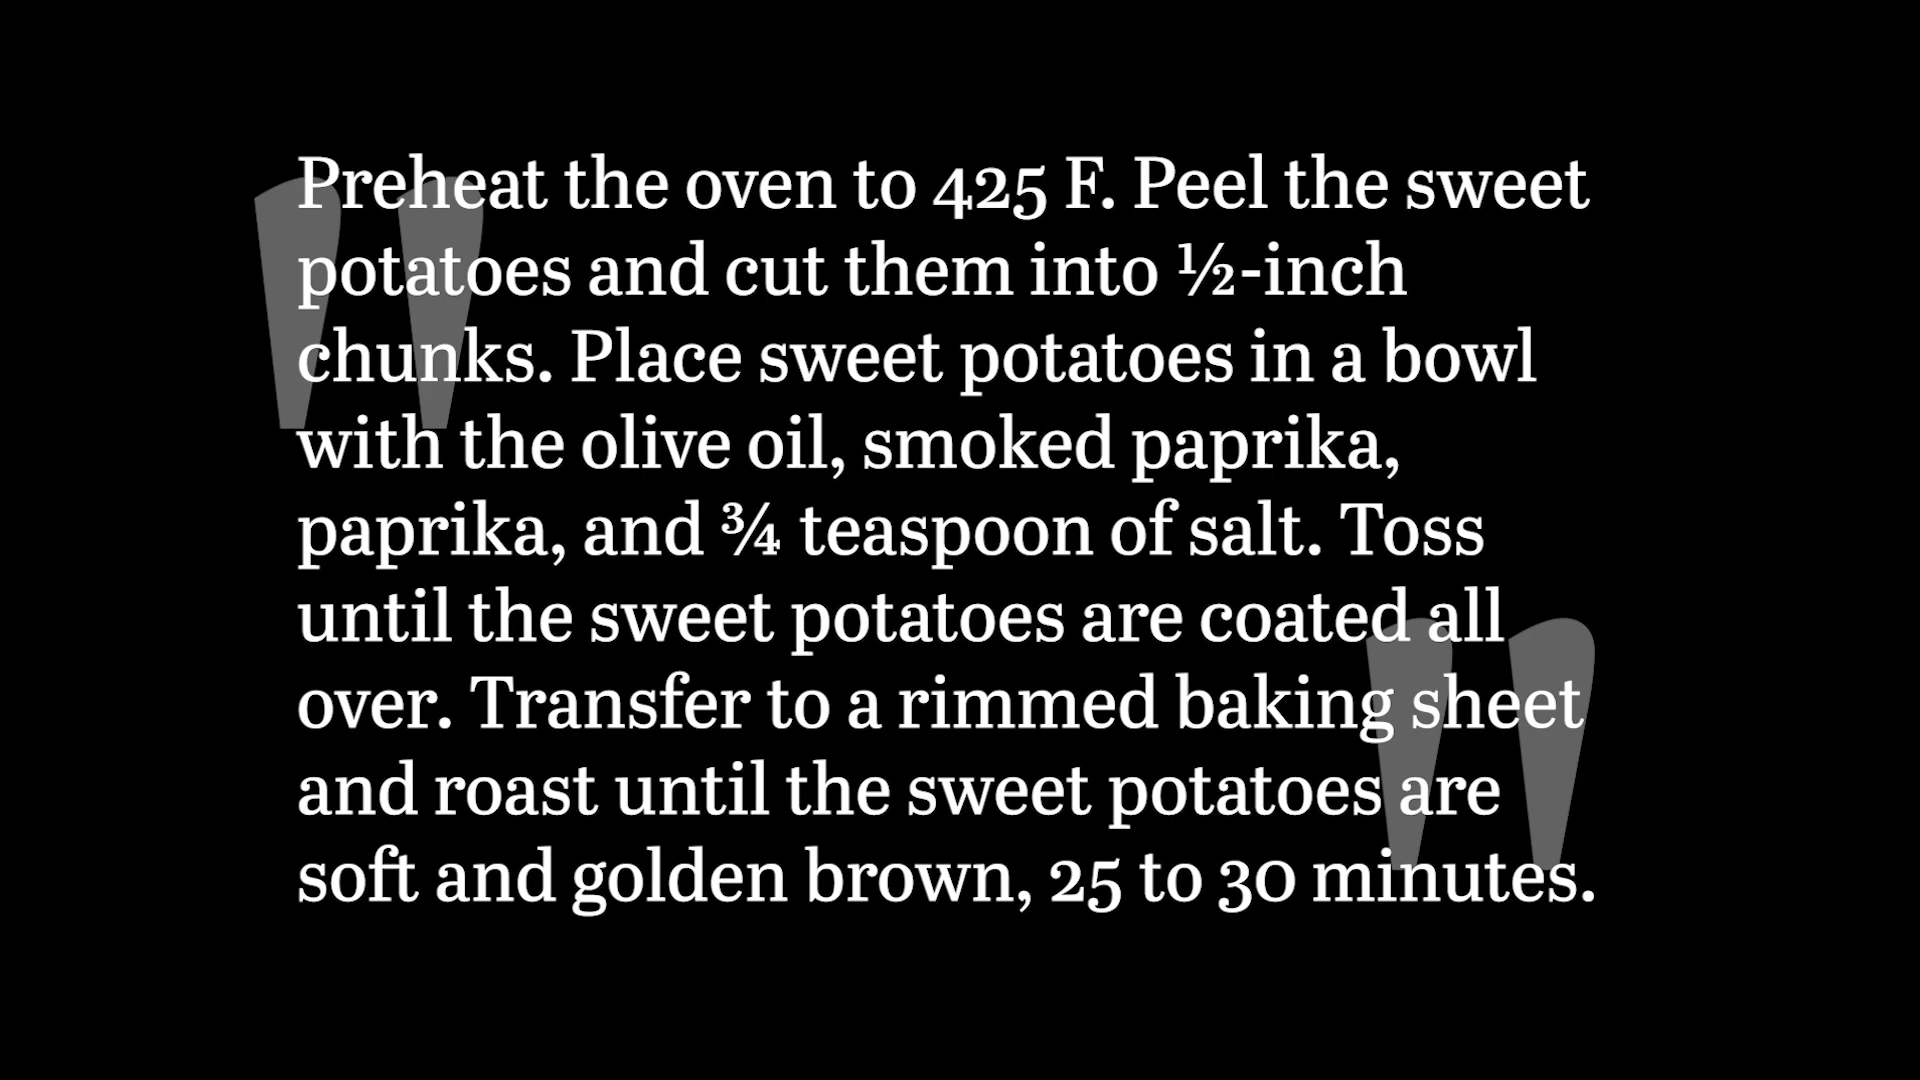 Preheat the oven to 425 F. Peel the sweet
potatoes and cut them into ½-inch
chunks. Place sweet potatoes in a bowl
with the olive oil, smoked paprika,
paprika, and ¾ teaspoon of salt. Toss
until the sweet potatoes are coated all
over. Transfer to a rimmed baking sheet
and roast until the sweet potatoes are
soft and golden brown, 25 to 30 minutes.